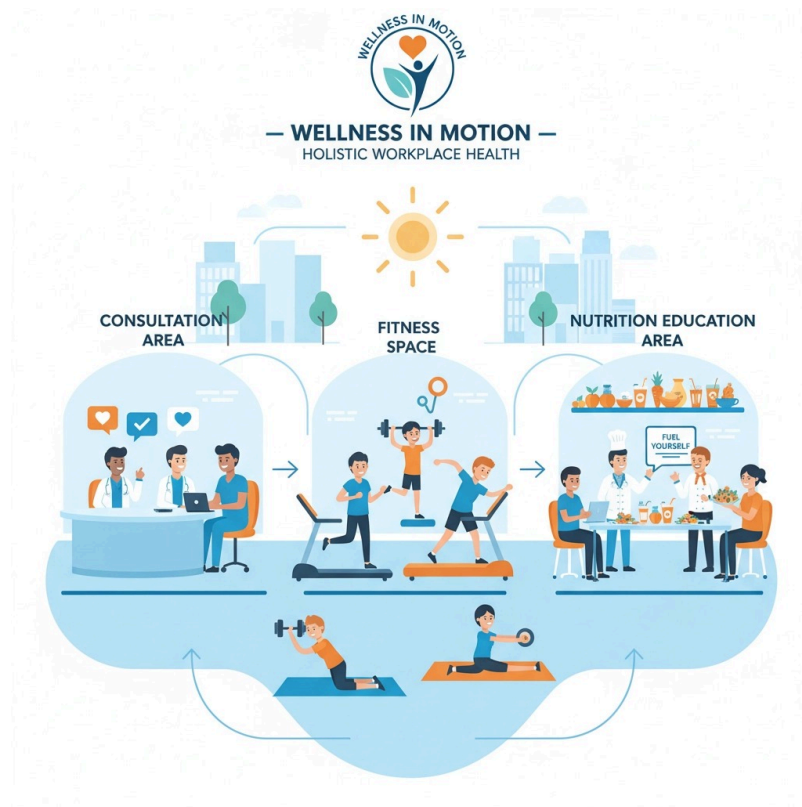 WELLNESS IN MOTION
— WELLNESS IN MOTION —
HOLISTIC WORKPLACE HEALTH
CONSULTATION
AREA
FITNESS
SPACE
NUTRITION EDUCATION
AREA
FUEL
YOURSELF